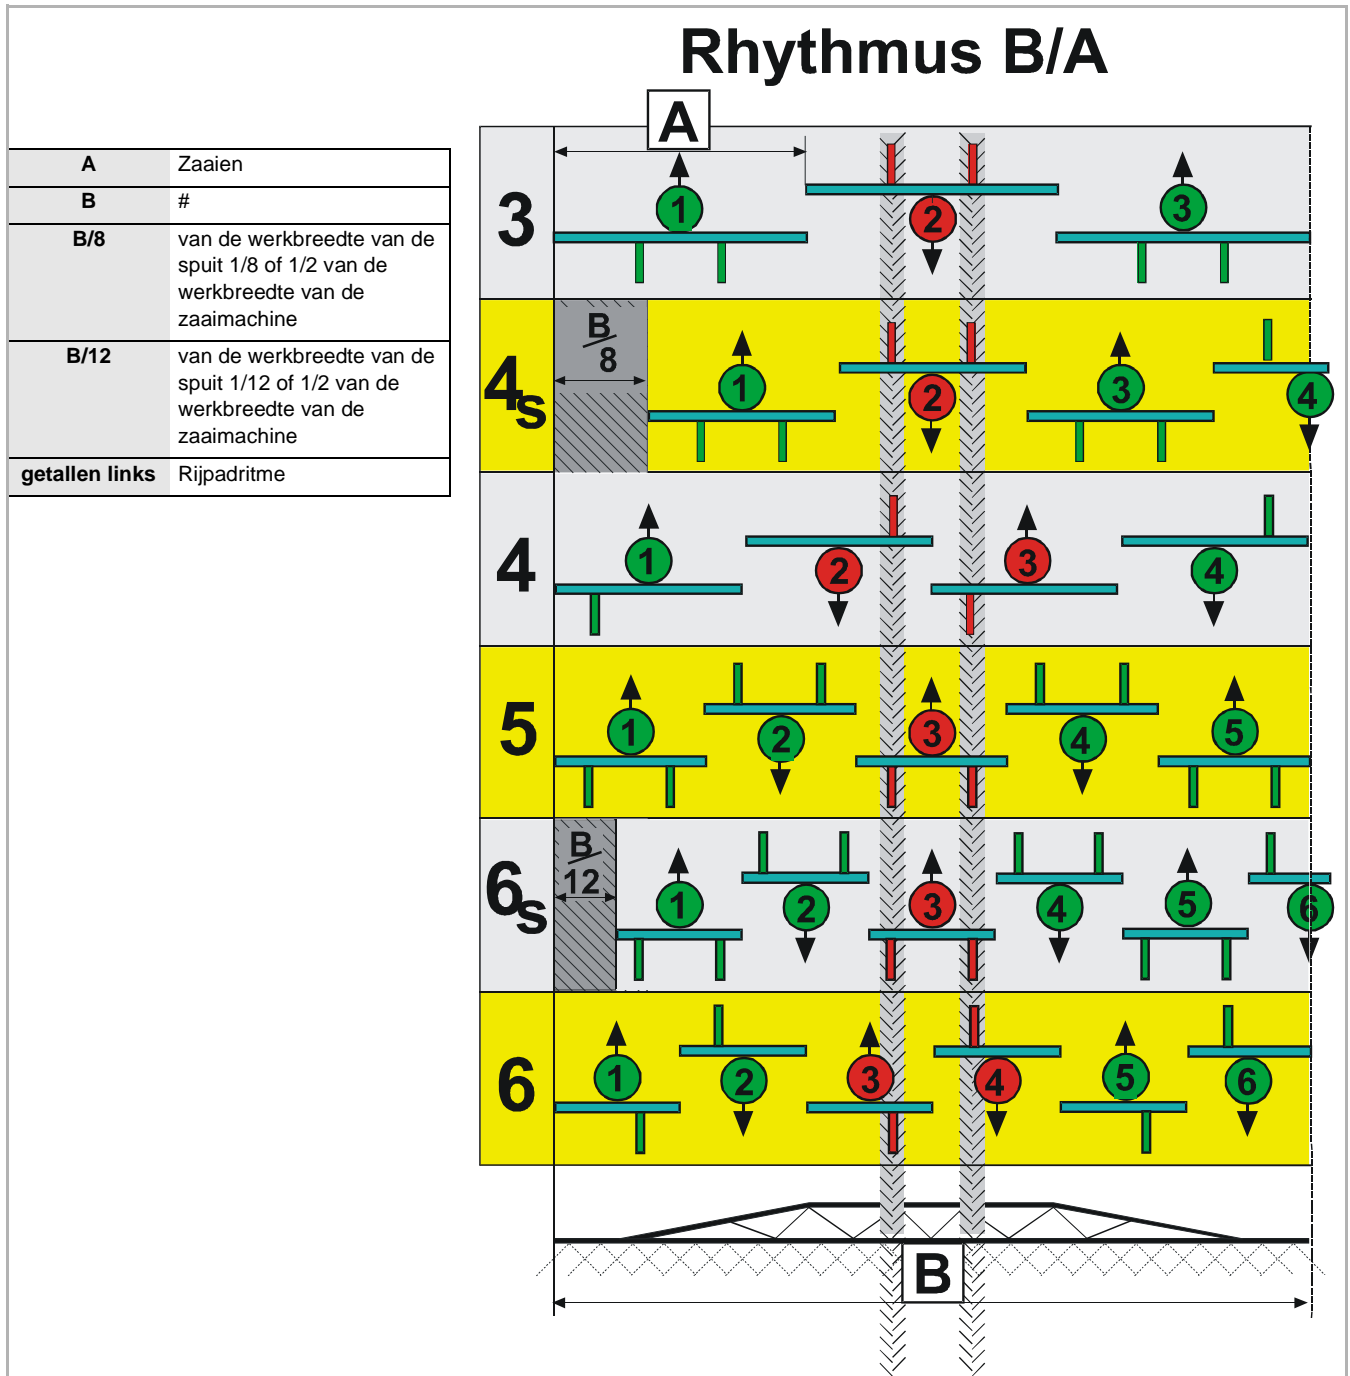 Rhythmus B/A
A Zaaien
B #
B/8 van de werkbreedte van de
spuit 1/8 of 1/2 van de
werkbreedte van de
zaaimachine
B/12 van de werkbreedte van de
spuit 1/12 of 1/2 van de
werkbreedte van de
zaaimachine
getallen links Rijpadritme
A
3 1 2 3
4s B/8 1 2 3 4
4 1 2 3 4
5 1 2 3 4 5
6s B/12 1 2 3 4 5 6
6 1 2 3 4 5 6
B